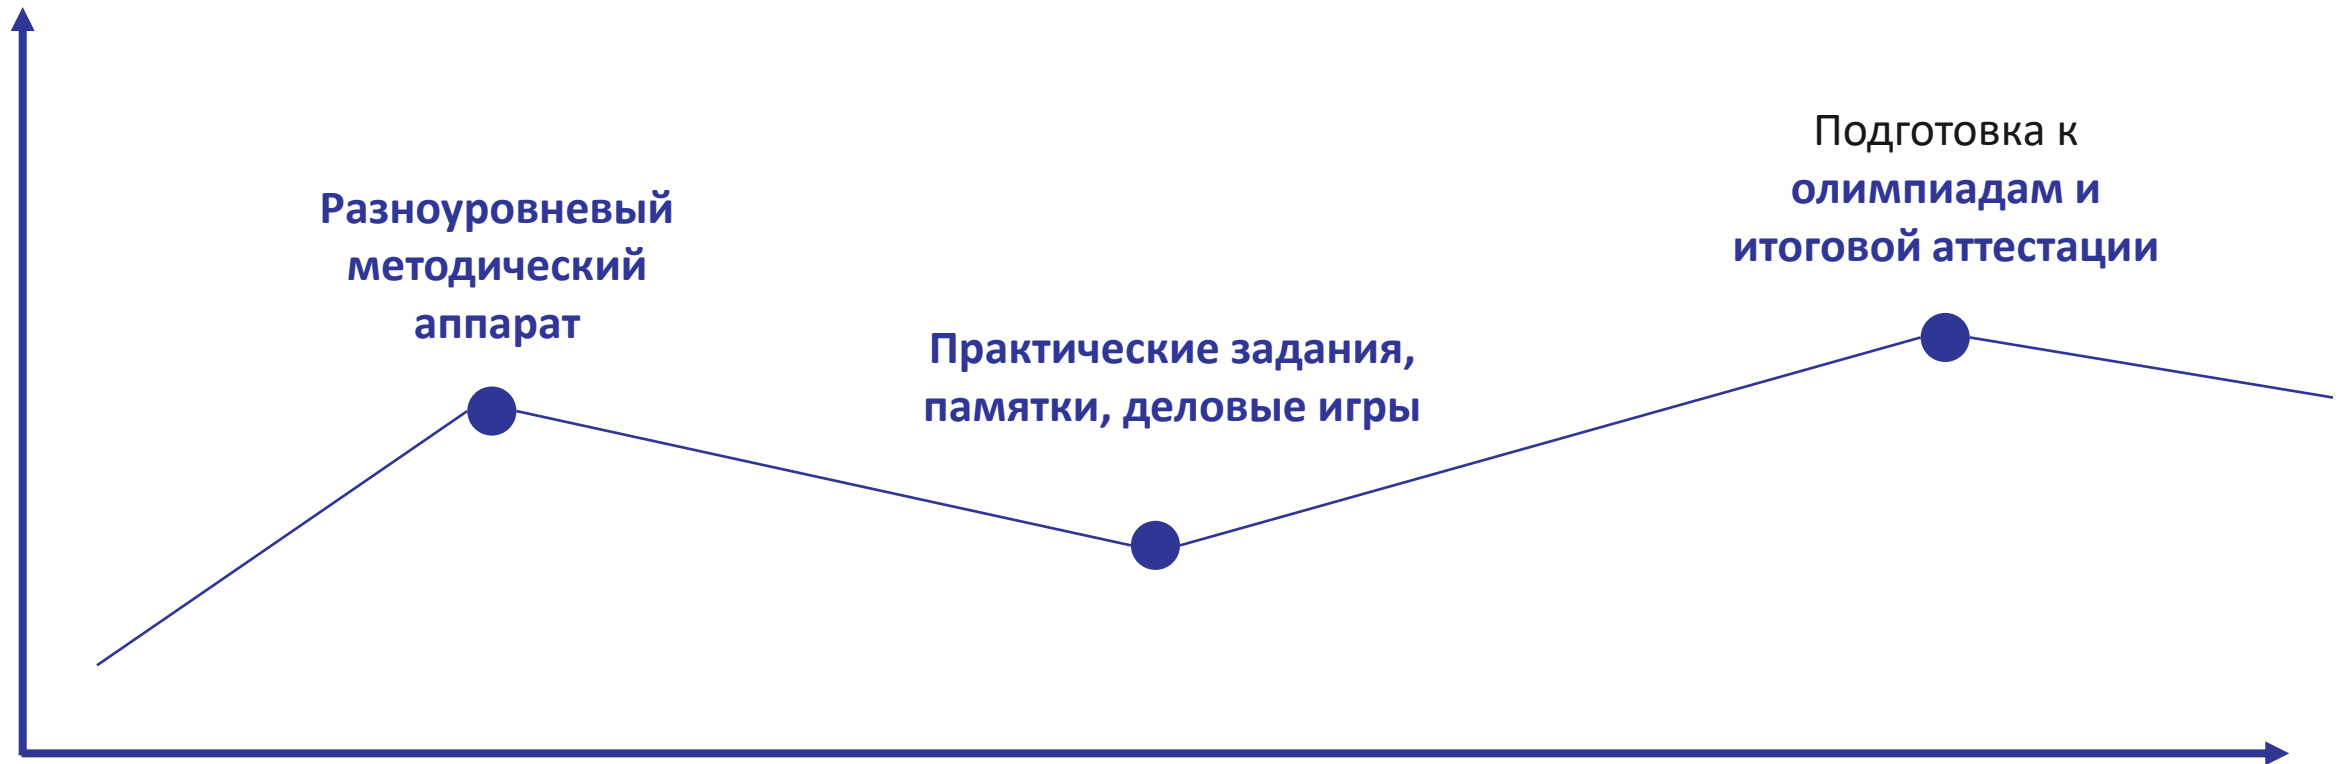 Разноуровневый
методический
аппарат
Практические задания,
памятки, деловые игры
Подготовка к
олимпиадам и
итоговой аттестации